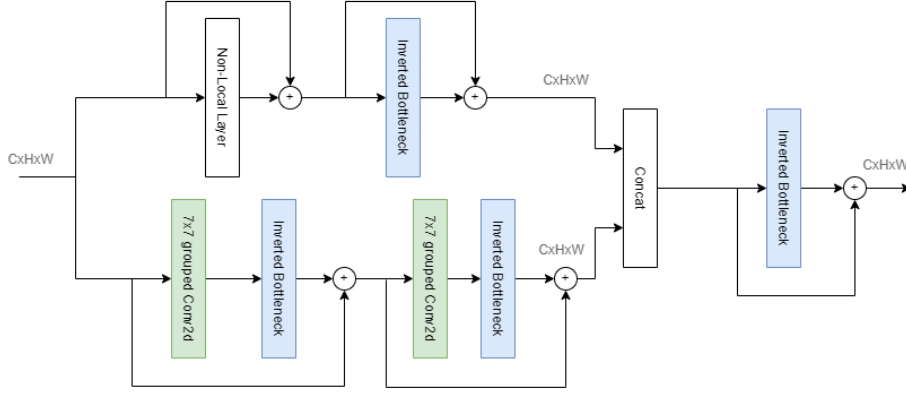 CxHxW
Non-Local Layer
+
Inverted Bottleneck
+
CxHxW
7x7 grouped Conv2d
Inverted Bottleneck
+
7x7 grouped Conv2d
Inverted Bottleneck
+
CxHxW
Concat
Inverted Bottleneck
+
CxHxW